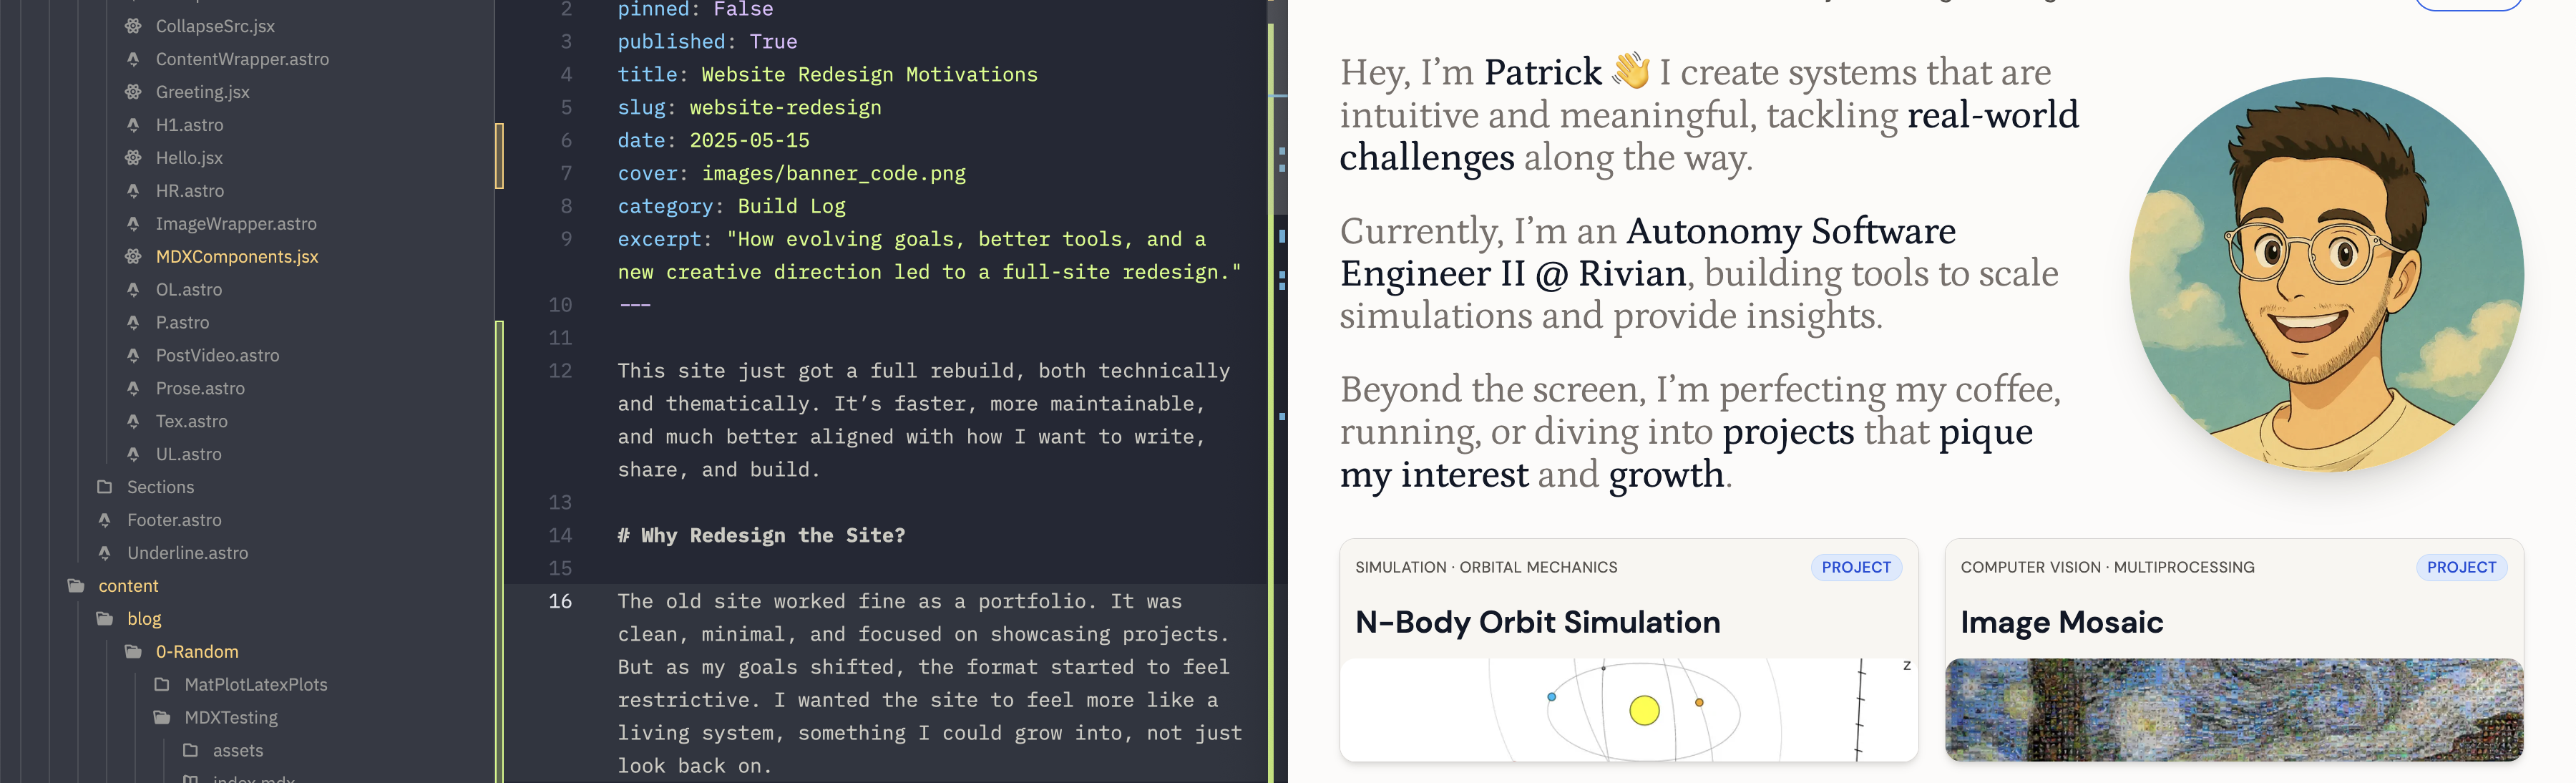 CollapseSrc.jsx
ContentWrapper.astro
Greeting.jsx
H1.astro
Hello.jsx
HR.astro
ImageWrapper.astro
MDXComponents.jsx
OL.astro
P.astro
PostVideo.astro
Prose.astro
Tex.astro
UL.astro
Sections
Footer.astro
Underline.astro
content
blog
0-Random
MatPlotLatexPlots
MDXTesting
assets
index.mdx
2 pinned: False
3 published: True
4 title: Website Redesign Motivations
5 slug: website-redesign
6 date: 2025-05-15
7 cover: images/banner_code.png
8 category: Build Log
9 excerpt: "How evolving goals, better tools, and a
new creative direction led to a full-site redesign."
10 ---
11
12 This site just got a full rebuild, both technically
and thematically. It’s faster, more maintainable,
and much better aligned with how I want to write,
share, and build.
13
14 # Why Redesign the Site?
15
16 The old site worked fine as a portfolio. It was
clean, minimal, and focused on showcasing projects.
But as my goals shifted, the format started to feel
restrictive. I wanted the site to feel more like a
living system, something I could grow into, not just
look back on.
Hey, I’m Patrick 👋 I create systems that are
intuitive and meaningful, tackling real-world
challenges along the way.
Currently, I’m an Autonomy Software
Engineer II @ Rivian, building tools to scale
simulations and provide insights.
Beyond the screen, I’m perfecting my coffee,
running, or diving into projects that pique
my interest and growth.
SIMULATION · ORBITAL MECHANICS
PROJECT
N-Body Orbit Simulation
z
COMPUTER VISION · MULTIPROCESSING
PROJECT
Image Mosaic